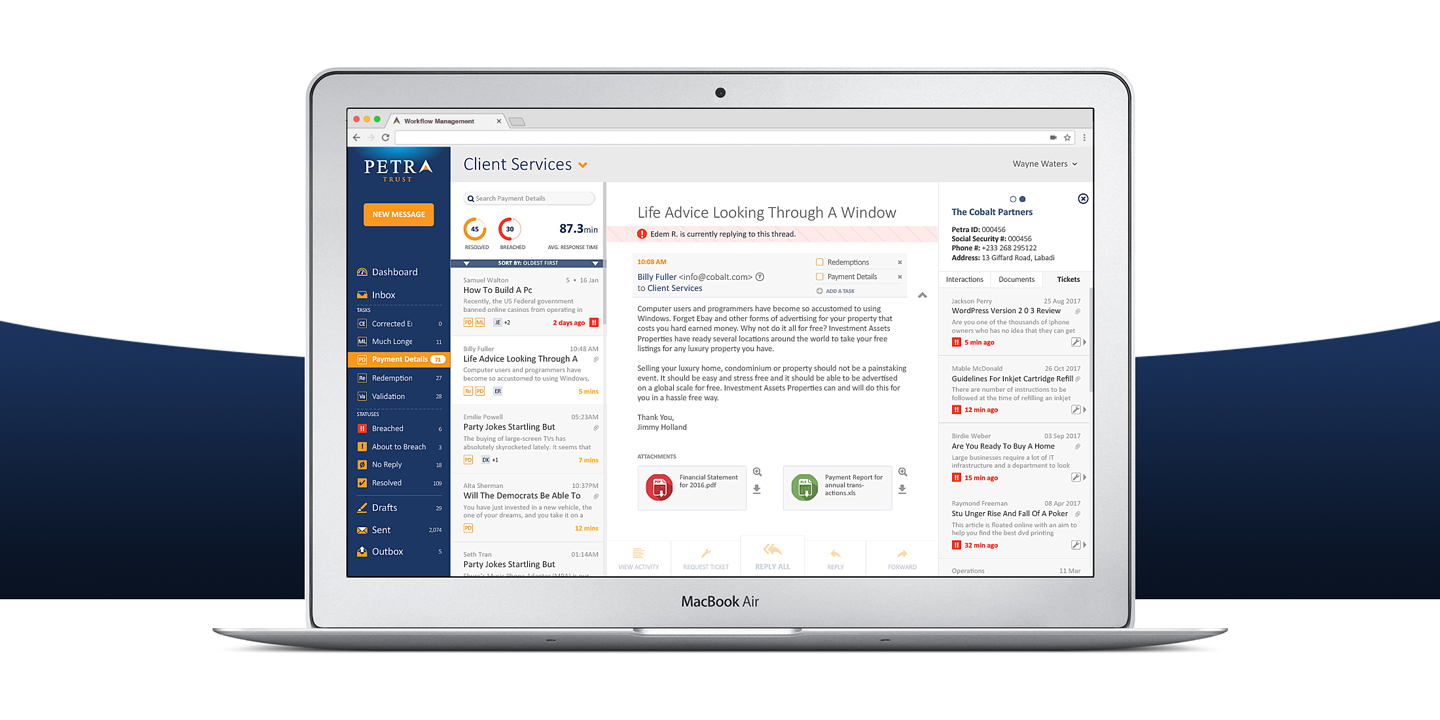 Workflow Management
PETRA
TRUST
NEW MESSAGE
Dashboard
Inbox
TASKS
CE Corrected E 0
ML Much Longe 11
PD Payment Details 71
Re Redemption 27
Va Validation 28
STATUSES
!! Breached 6
! About to Breach 3
No Reply 18
Resolved 109
Drafts 29
Sent 2,074
Outbox 5
Client Services
Wayne Waters
Search Payment Details
45
RESOLVED
30
BREACHED
87.3min
AVG. RESPONSE TIME
SORT BY: OLDEST FIRST
Samuel Walton 5 • 16 Jan
How To Build A Pc
Recently, the US Federal government
banned online casinos from operating in
PD ML JE +2 2 days ago !!
Billy Fuller 10:48 AM
Life Advice Looking Through A
Computer users and programmers have
become so accustomed to using Windows,
Re PD ER 5 mins
Emilie Powell 05:23AM
Party Jokes Startling But
The buying of large-screen TVs has
absolutely skyrocketed lately. It seems that
PD DK +1 7 mins
Alta Sherman 10:37PM
Will The Democrats Be Able To
You have just invested in a new vehicle, the
one of your dreams, and you take it on a
PD 12 mins
Seth Tran 01:14AM
Party Jokes Startling But
Life Advice Looking Through A Window
! Edem R. is currently replying to this thread.
10:08 AM
Billy Fuller <info@cobalt.com> ?
to Client Services
Redemptions ×
Payment Details ×
ADD A TASK
Computer users and programmers have become so accustomed to using
Windows. Forget Ebay and other forms of advertising for your property that
costs you hard earned money. Why not do it all for free? Investment Assets
Properties have ready several locations around the world to take your free
listings for any luxury property you have.
Selling your luxury home, condominium or property should not be a painstaking
event. It should be easy and stress free and it should be able to be advertised
on a global scale for free. Investment Assets Properties can and will do this for
you in a hassle free way.
Thank You,
Jimmy Holland
ATTACHMENTS
Financial Statement
for 2016.pdf
Payment Report for
annual trans-
actions.xls
VIEW ACTIVITY
REQUEST TICKET
REPLY ALL
REPLY
FORWARD
The Cobalt Partners
Petra ID: 000456
Social Security #: 000456
Phone #: +233 268 295122
Address: 13 Giffard Road, Labadi
Interactions Documents Tickets
Jackson Perry 25 Aug 2017
WordPress Version 2 0 3 Review
Are you one of the thousands of Iphone
owners who has no idea that they can get
!! 5 min ago
Mable McDonald 26 Oct 2017
Guidelines For Inkjet Cartridge Refill
There are number of instructions to be
followed at the time of refilling an inkjet
!! 12 min ago
Birdie Weber 03 Sep 2017
Are You Ready To Buy A Home
Large businesses require a lot of IT
infrastructure and a department to look
!! 15 min ago
Raymond Freeman 08 Apr 2017
Stu Unger Rise And Fall Of A Poker
This article is floated online with an aim to
help you find the best dvd printing
!! 32 min ago
Operations 11 Mar
MacBook Air